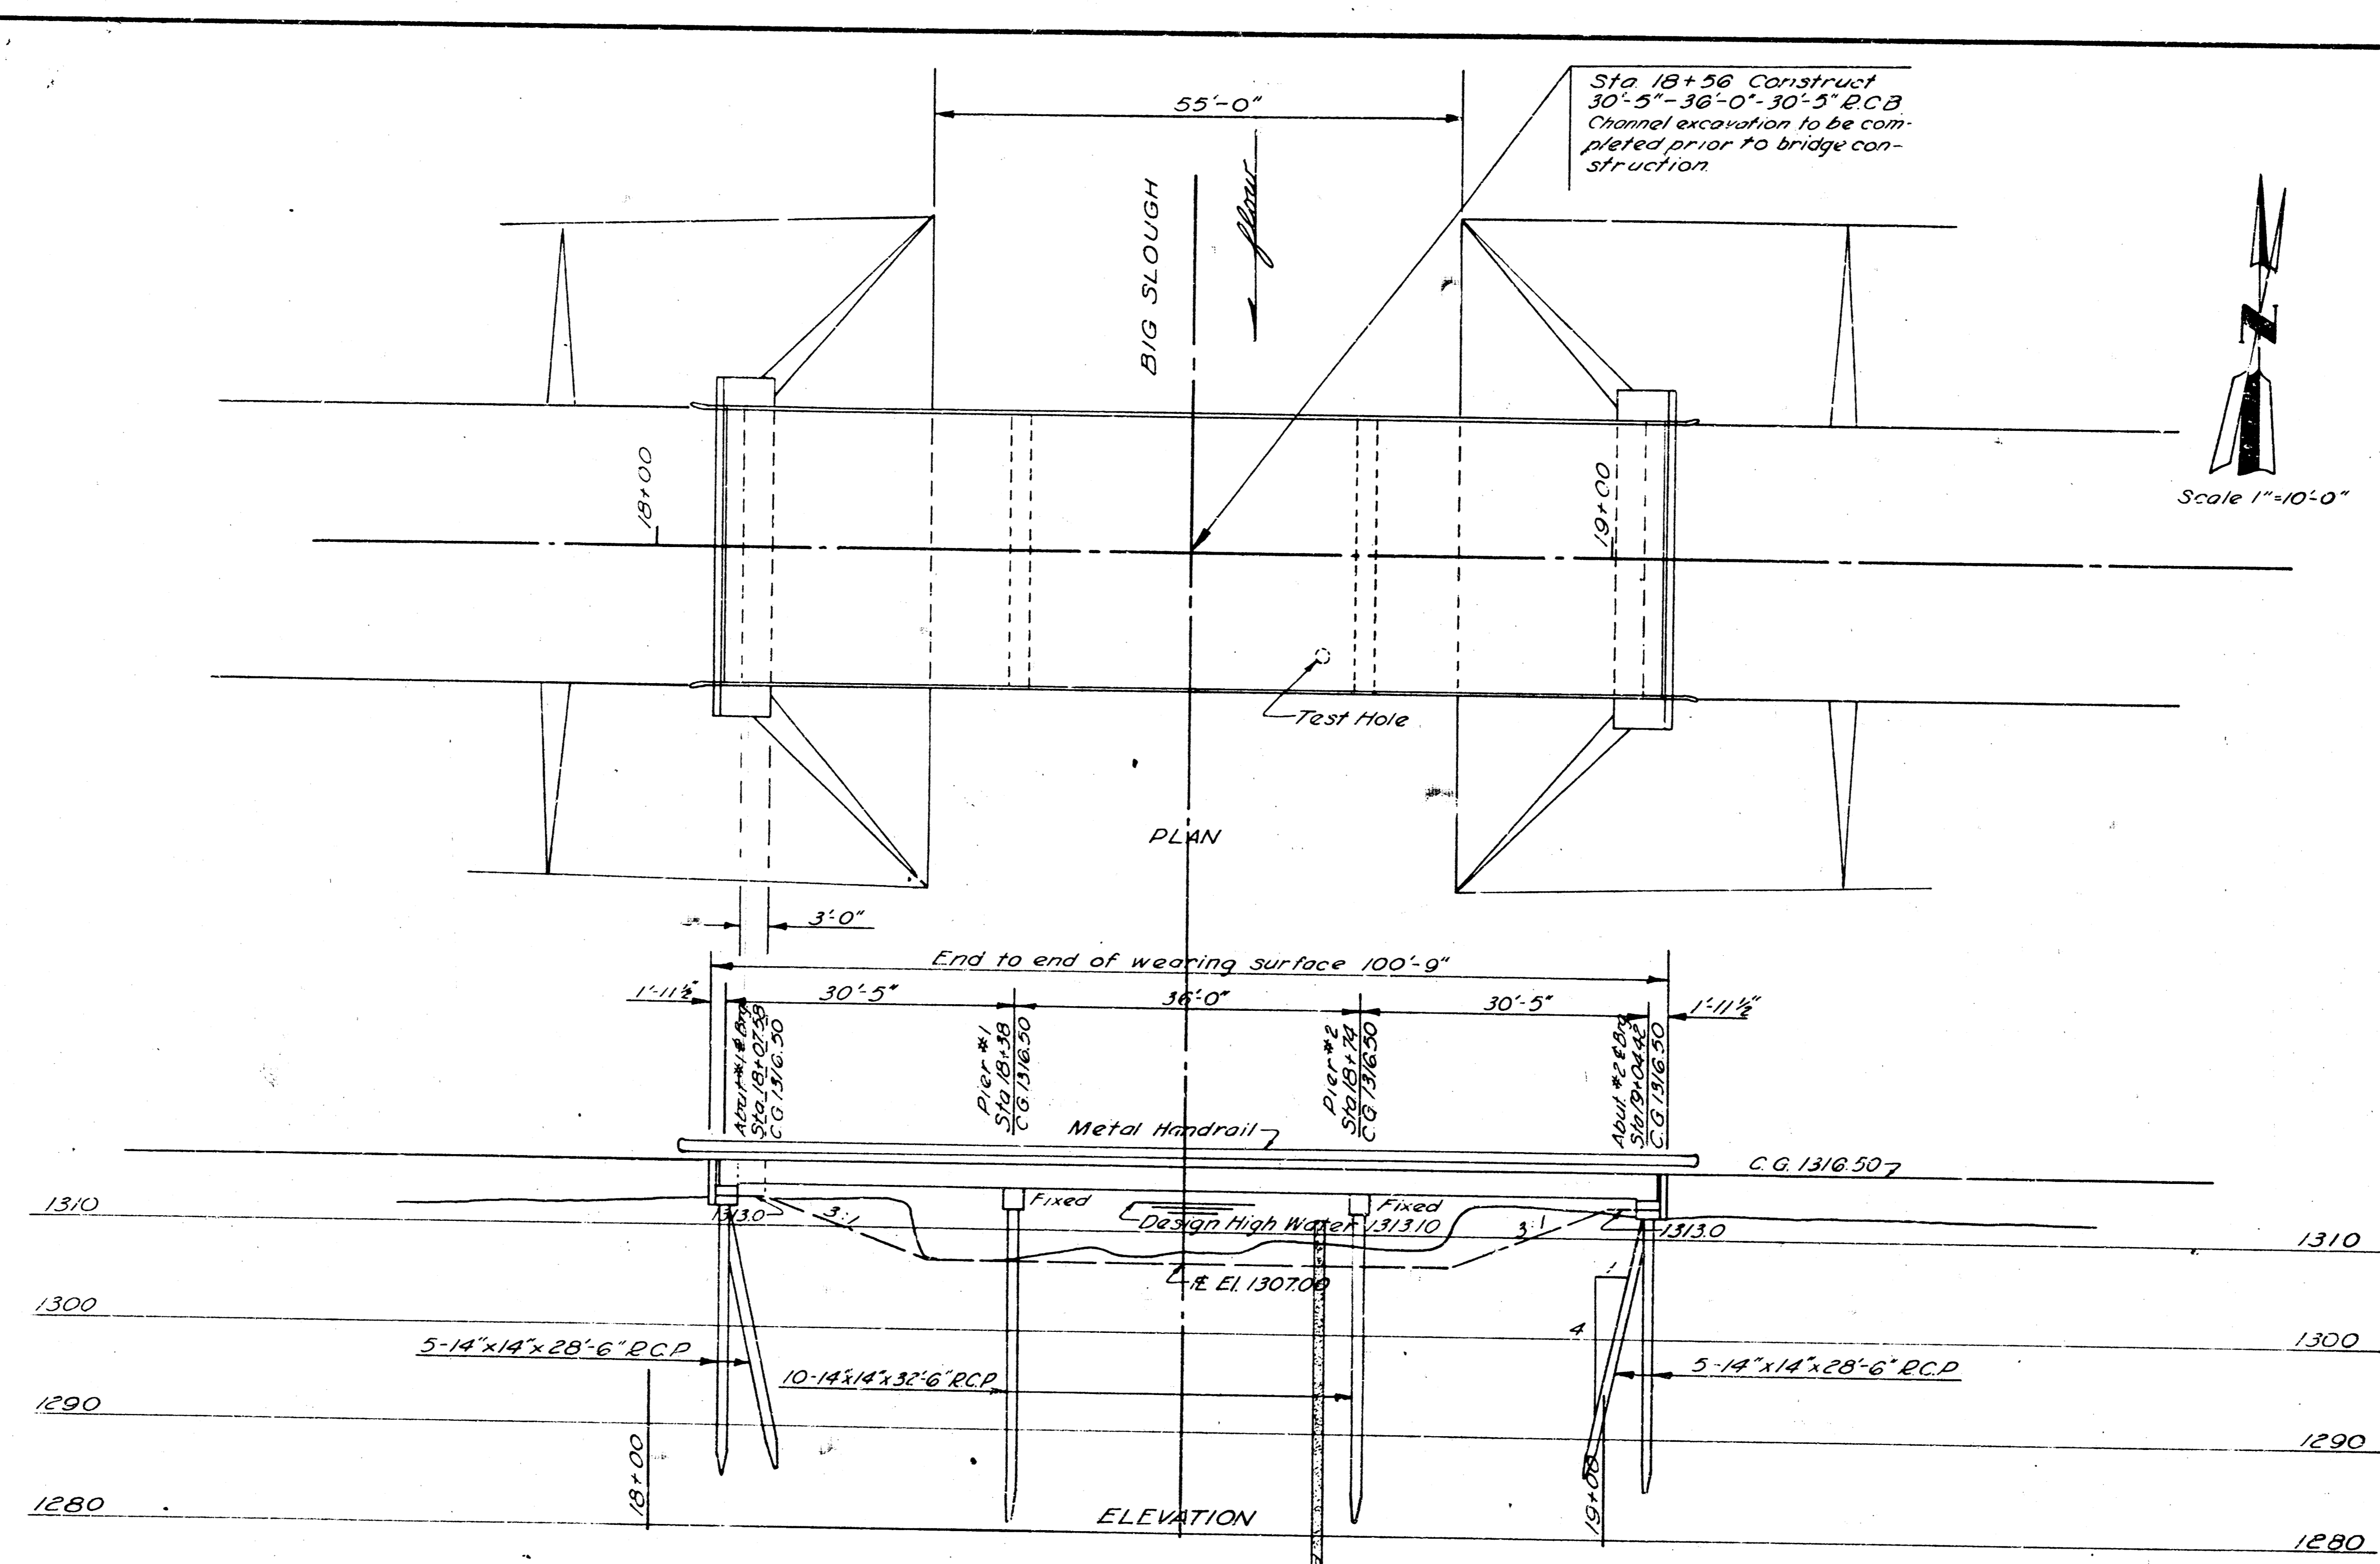 55'-0"
Sta. 18+56 Construct
30'-5"-36'-0"-30'-5" R.C.B.
Channel excavation to be com-
pleted prior to bridge con-
struction.
BIG SLOUGH
flow
N
Scale 1"=10'-0"
18+00
19+00
Test Hole
PLAN
3'-0"
End to end of wearing surface 100'-9"
1'-11½"
30'-5"
36'-0"
30'-5"
1'-11½"
Abut #1 ℄ Brg
Sta. 18+07.58
C.G. 1316.50
Pier #1
Sta 18+38
C.G. 1316.50
Pier #2
Sta. 18+74
C.G. 1316.50
Abut. #2 ℄ Brg
Sta 19+04.42
C.G. 1316.50
Metal Handrail
C.G. 1316.50
1310
1313.0
3:1
Fixed
Design High Water 1313.10
Fixed
3:1
1313.0
1310
El. 1307.00
1300
1
4
1300
5-14"x14"x28'-6" R.C.P.
10-14"x14"x32'-6" R.C.P.
5-14"x14"x28'-6" R.C.P.
1290
1290
18+00
19+00
1280
ELEVATION
1280